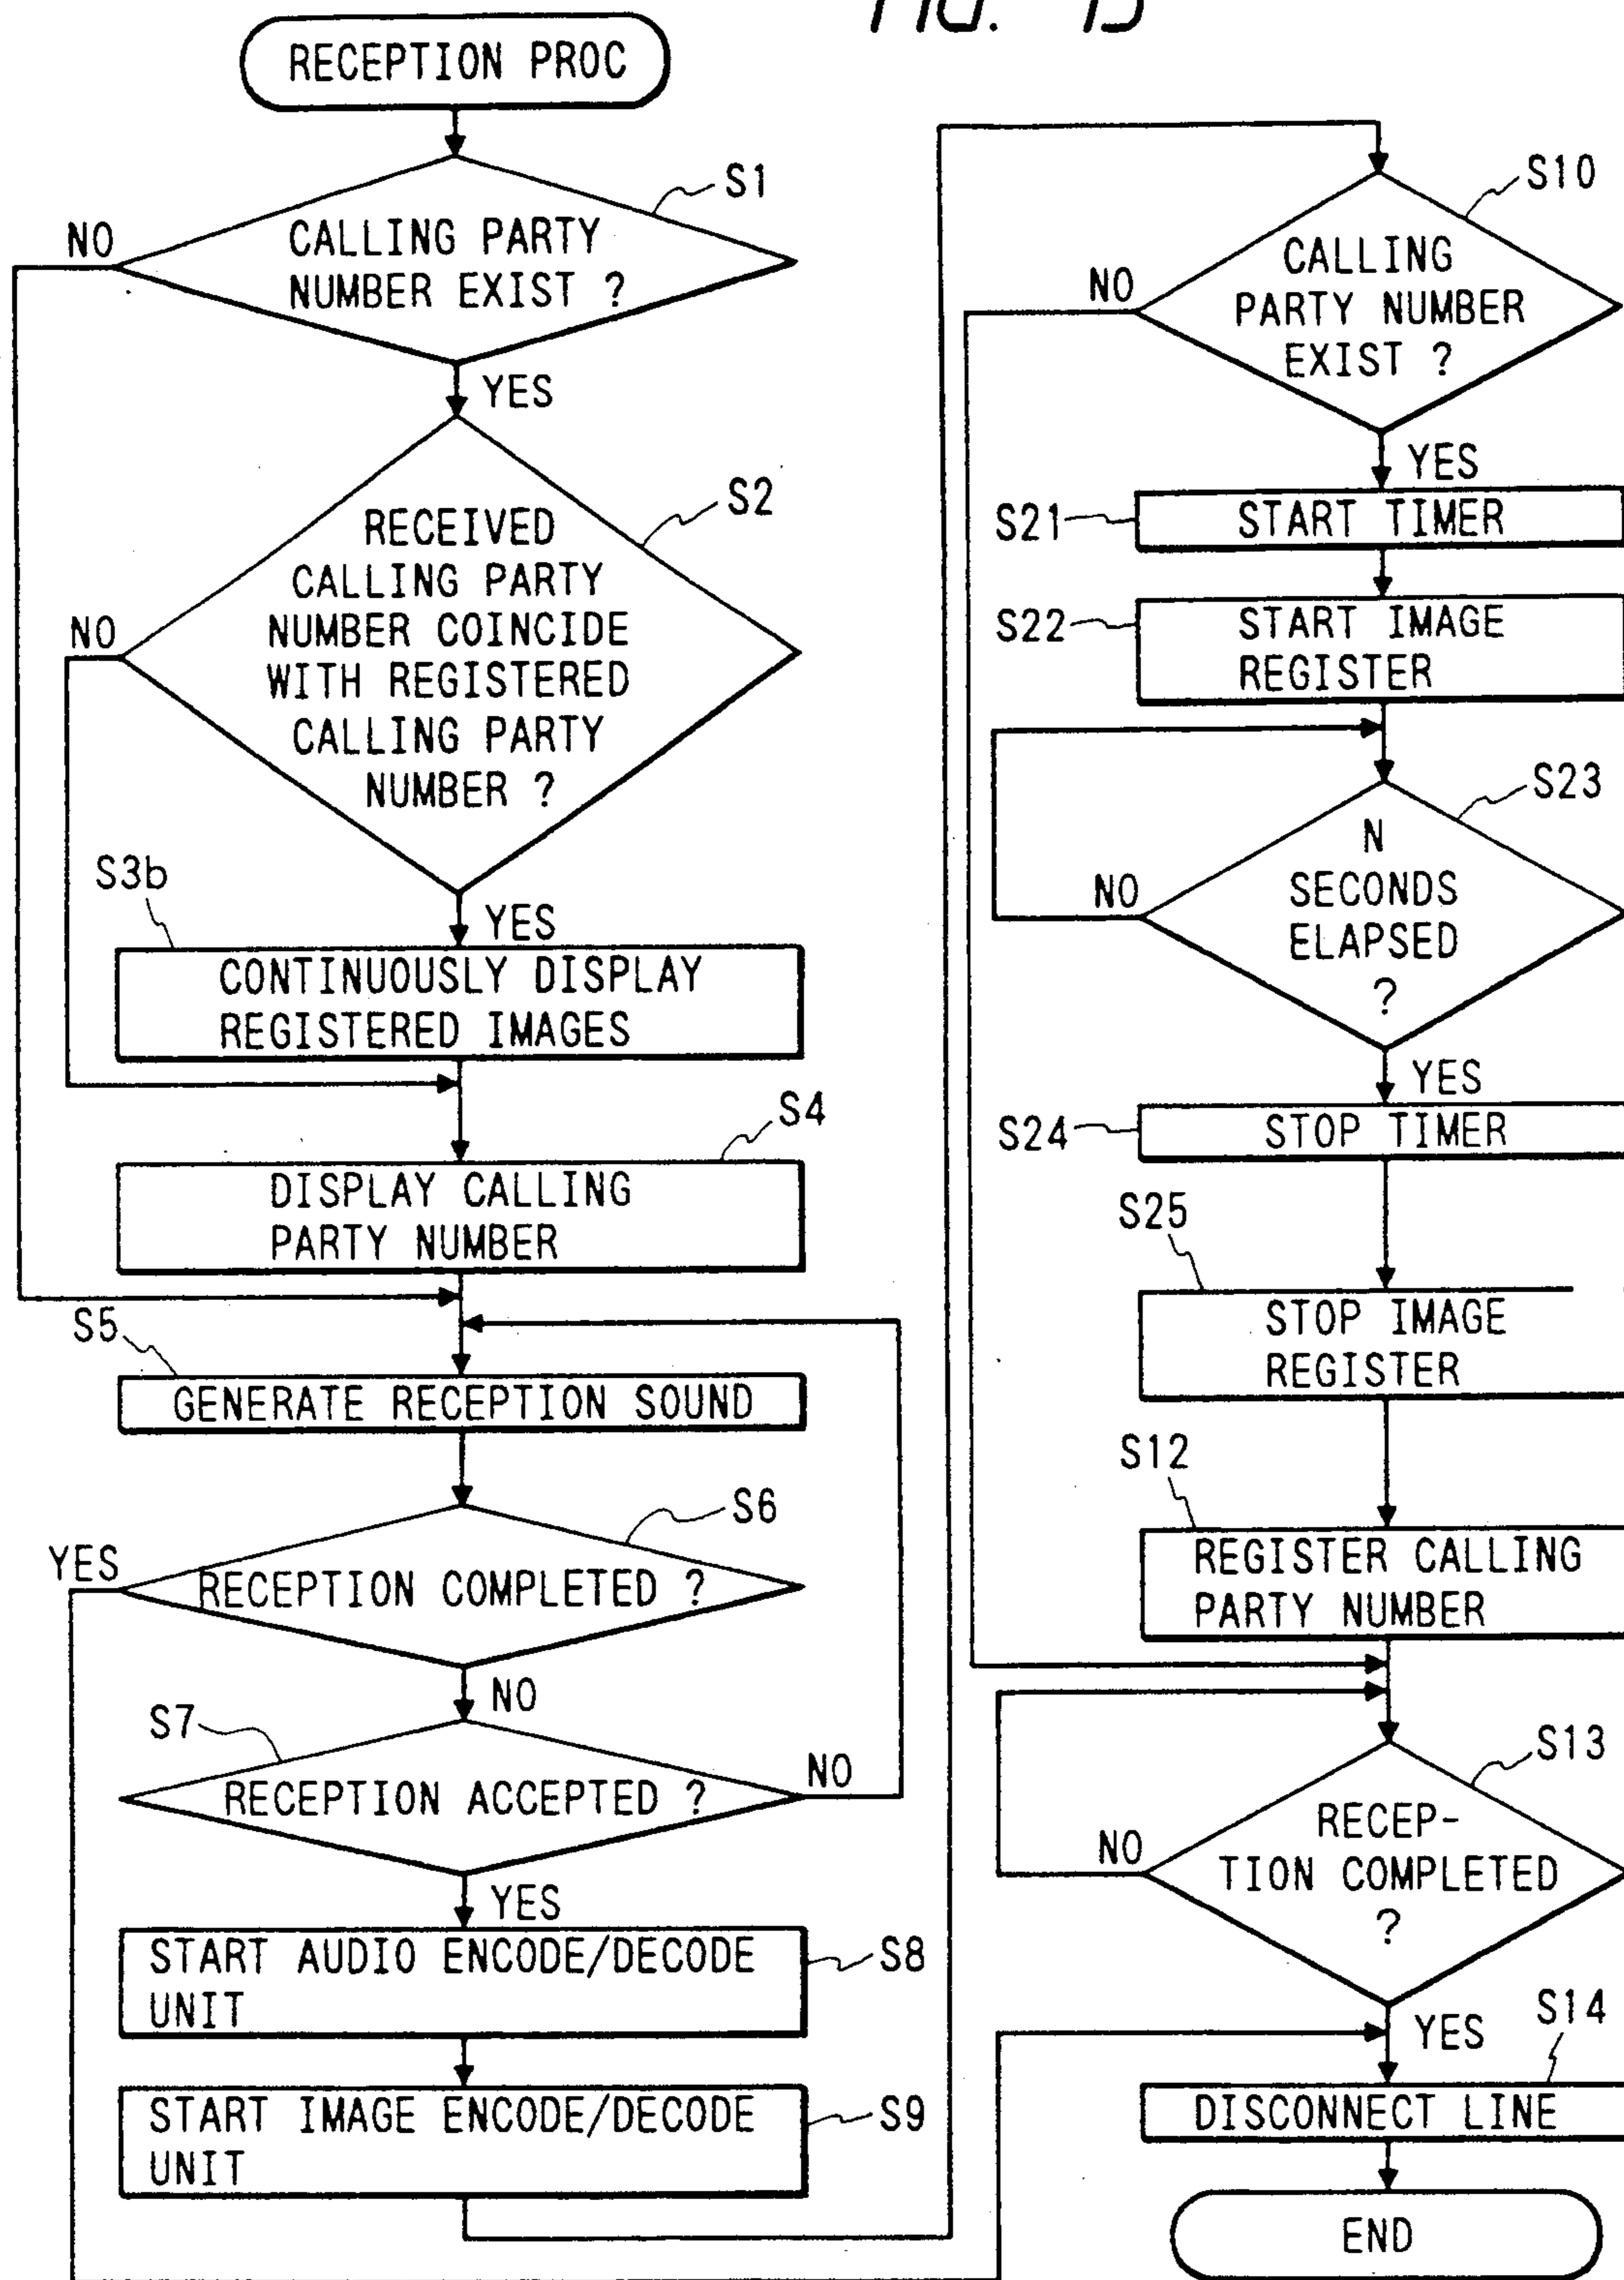 RECEPTION PROC
S1
NO
CALLING PARTY
NUMBER EXIST ?
YES
S2
NO
RECEIVED
CALLING PARTY
NUMBER COINCIDE
WITH REGISTERED
CALLING PARTY
NUMBER ?
S3b
YES
CONTINUOUSLY DISPLAY
REGISTERED IMAGES
S4
DISPLAY CALLING
PARTY NUMBER
S5
GENERATE RECEPTION SOUND
S6
YES
RECEPTION COMPLETED ?
NO
S7
RECEPTION ACCEPTED ?
NO
YES
START AUDIO ENCODE/DECODE
UNIT
S8
START IMAGE ENCODE/DECODE
UNIT
S9
S10
NO
CALLING
PARTY NUMBER
EXIST ?
YES
S21
START TIMER
S22
START IMAGE
REGISTER
S23
NO
N
SECONDS
ELAPSED
?
YES
S24
STOP TIMER
S25
STOP IMAGE
REGISTER
S12
REGISTER CALLING
PARTY NUMBER
S13
NO
RECEP-
TION COMPLETED
?
YES
S14
DISCONNECT LINE
END